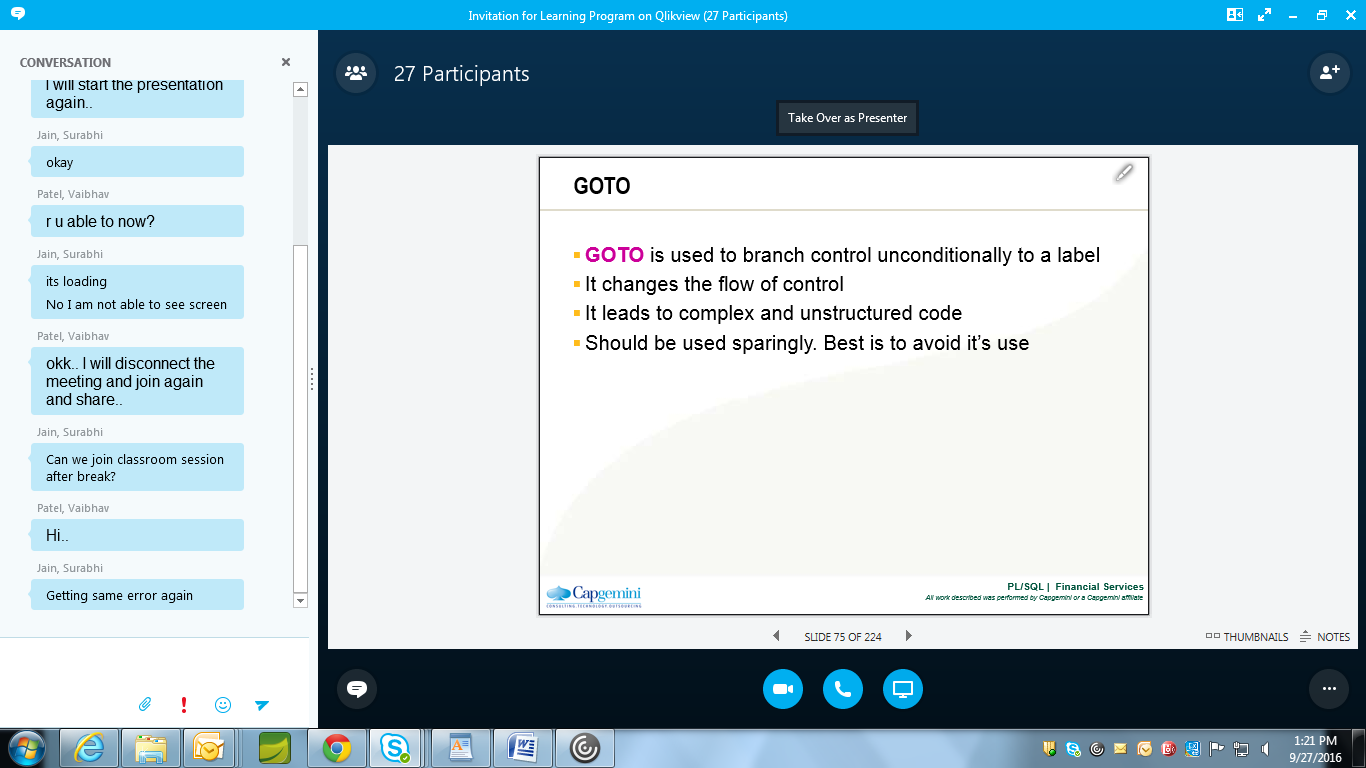 Invitation for Learning Program on Qlikview (27 Participants)
CONVERSATION
I will start the presentation
again..
Jain, Surabhi
okay
Patel, Vaibhav
r u able to now?
Jain, Surabhi
its loading
No I am not able to see screen
Patel, Vaibhav
okk.. I will disconnect the
meeting and join again
and share..
Jain, Surabhi
Can we join classroom session
after break?
Patel, Vaibhav
Hi..
Jain, Surabhi
Getting same error again
27 Participants
Take Over as Presenter
GOTO
GOTO is used to branch control unconditionally to a label
It changes the flow of control
It leads to complex and unstructured code
Should be used sparingly. Best is to avoid it's use
Capgemini
CONSULTING.TECHNOLOGY.OUTSOURCING
PL/SQL | Financial Services
All work described was performed by Capgemini or a Capgemini affiliate
SLIDE 75 OF 224
THUMBNAILS
NOTES
1:21 PM
9/27/2016